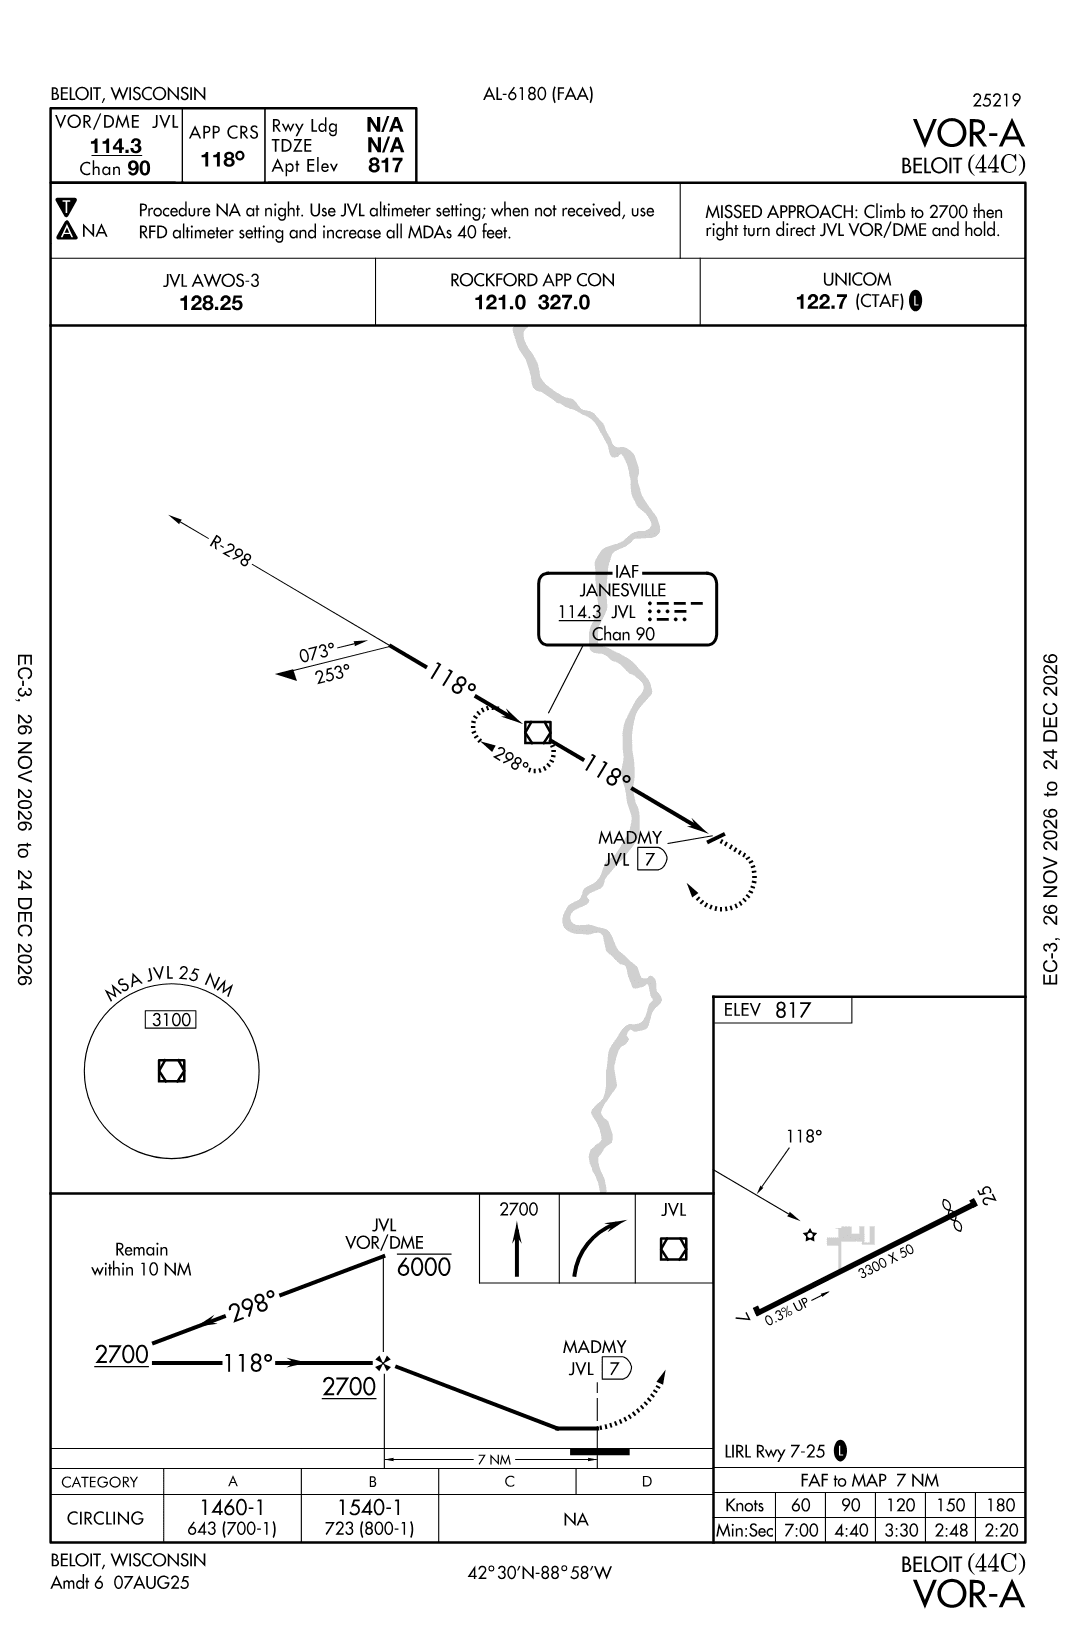 BELOIT, WISCONSIN
AL-6180 (FAA)
25219
VOR-A
BELOIT (44C)
VOR/DME JVL
114.3
Chan 90
APP CRS
118°
Rwy Ldg N/A
TDZE N/A
Apt Elev 817
T
A NA
Procedure NA at night. Use JVL altimeter setting; when not received, use
RFD altimeter setting and increase all MDAs 40 feet.
MISSED APPROACH: Climb to 2700 then
right turn direct JVL VOR/DME and hold.
JVL AWOS-3
128.25
ROCKFORD APP CON
121.0 327.0
UNICOM
122.7 (CTAF) L
R-298
IAF
JANESVILLE
114.3 JVL
Chan 90
073°
253°
118°
298°
118°
MADMY
JVL 7
EC-3, 26 NOV 2026 to 24 DEC 2026
EC-3, 26 NOV 2026 to 24 DEC 2026
MSA JVL 25 NM
3100
ELEV 817
118°
25
3300 X 50
0.3% UP
7
LIRL Rwy 7-25 L
Remain
within 10 NM
JVL
VOR/DME
6000
298°
2700
118°
2700
2700
JVL
MADMY
JVL 7
7 NM
CATEGORY A B C D
CIRCLING
1460-1
643 (700-1)
1540-1
723 (800-1)
NA
FAF to MAP 7 NM
Knots 60 90 120 150 180
Min:Sec 7:00 4:40 3:30 2:48 2:20
BELOIT, WISCONSIN
Amdt 6 07AUG25
42°30'N-88°58'W
BELOIT (44C)
VOR-A